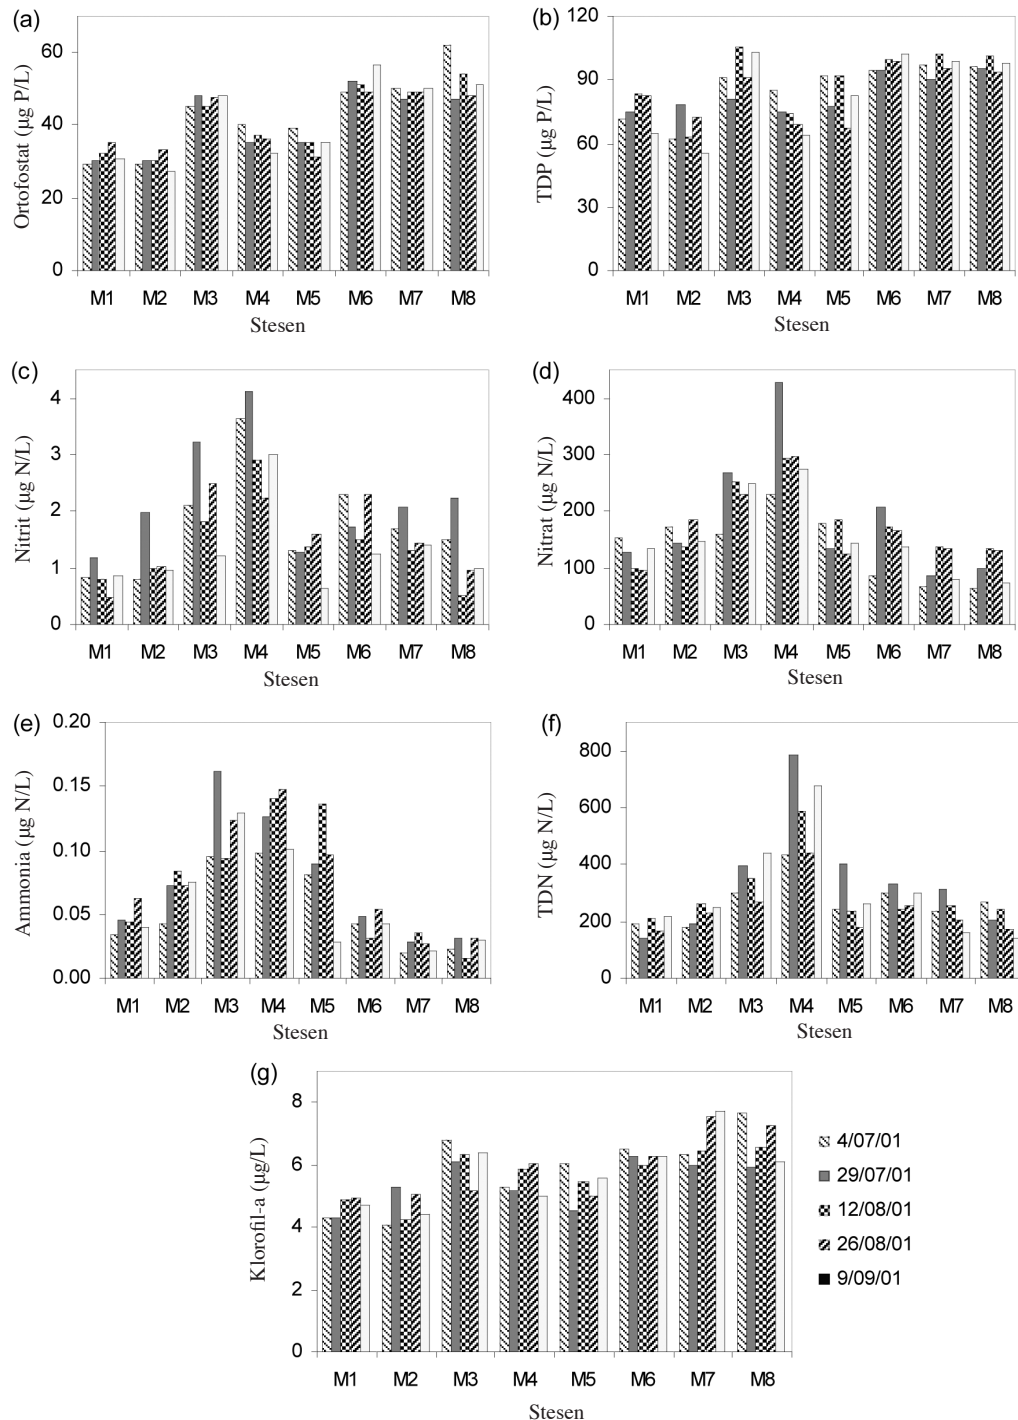 (a)
Ortofostat (µg P/L)
60
40
20
0
M1 M2 M3 M4 M5 M6 M7 M8
Stesen
(b)
TDP (µg P/L)
120
90
60
30
0
M1 M2 M3 M4 M5 M6 M7 M8
Stesen
(c)
Nitrit (µg N/L)
4
3
2
1
0
M1 M2 M3 M4 M5 M6 M7 M8
Stesen
(d)
Nitrat (µg N/L)
400
300
200
100
0
M1 M2 M3 M4 M5 M6 M7 M8
Stesen
(e)
Ammonia (µg N/L)
0.20
0.15
0.10
0.05
0.00
M1 M2 M3 M4 M5 M6 M7 M8
Stesen
(f)
TDN (µg N/L)
800
600
400
200
0
M1 M2 M3 M4 M5 M6 M7 M8
Stesen
(g)
Klorofil-a (µg/L)
8
6
4
2
0
M1 M2 M3 M4 M5 M6 M7 M8
Stesen
4/07/01
29/07/01
12/08/01
26/08/01
9/09/01